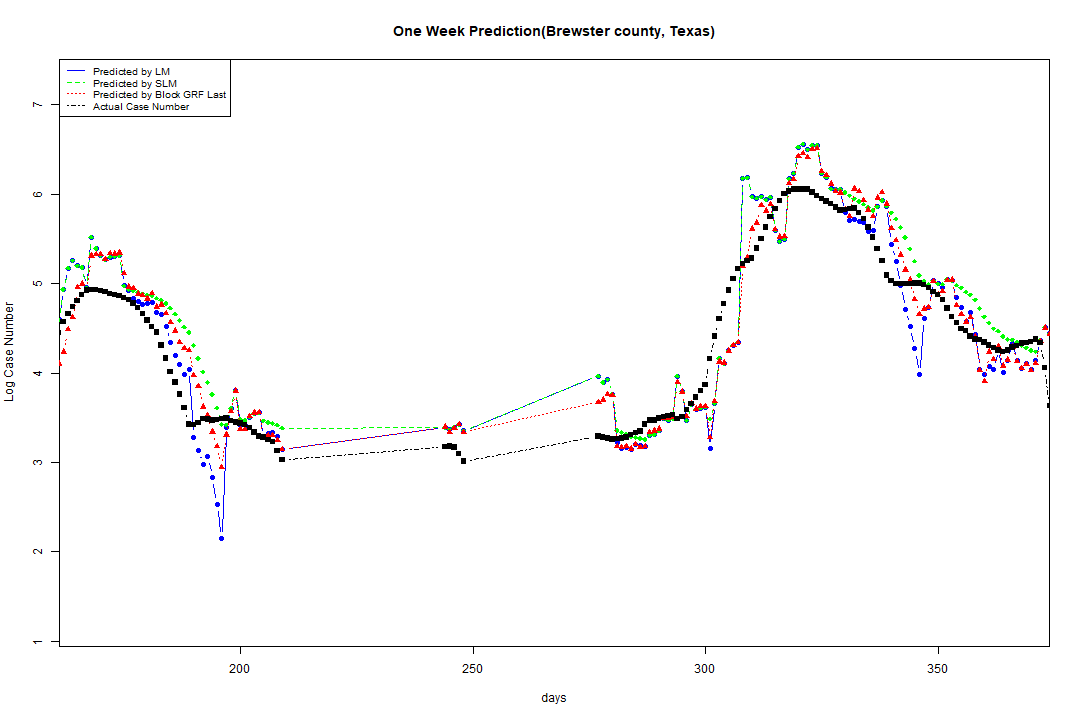 One Week Prediction(Brewster county, Texas)
Predicted by LM
Predicted by SLM
Predicted by Block GRF Last
Actual Case Number
7
6
5
4
3
2
1
Log Case Number
200 250 300 350
days